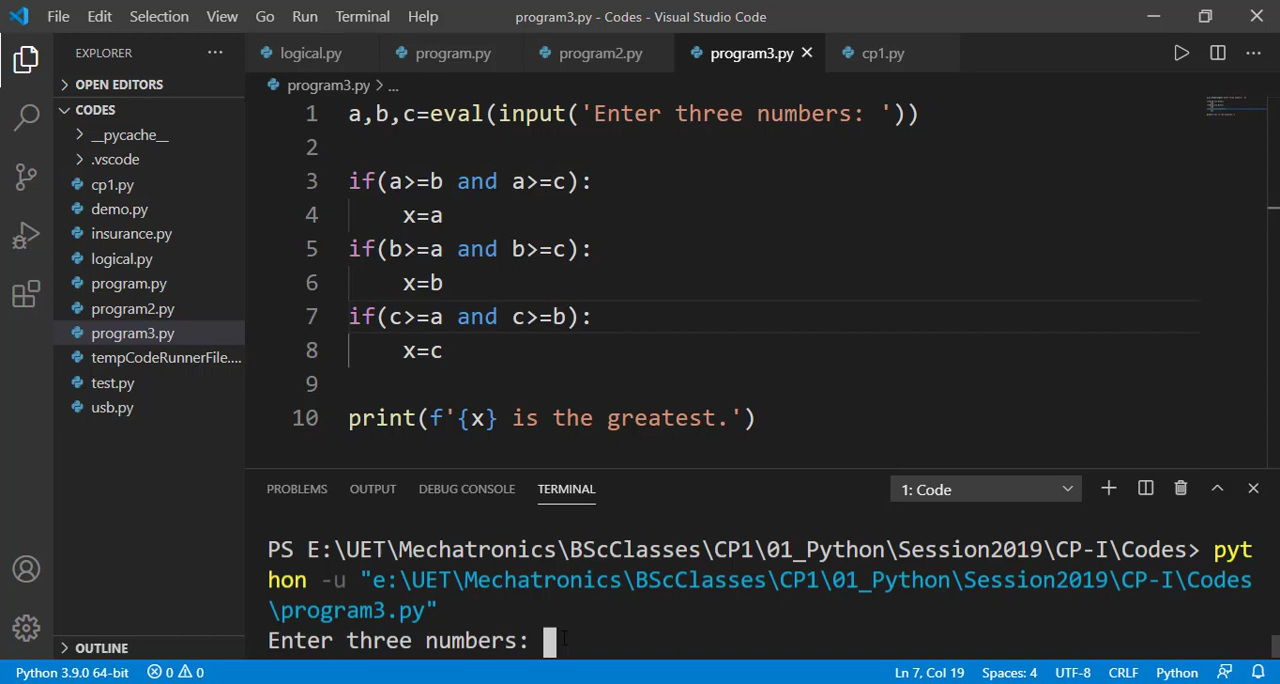 File Edit Selection View Go Run Terminal Help program3.py - Codes - Visual Studio Code
EXPLORER
OPEN EDITORS
CODES
__pycache__
.vscode
cp1.py
demo.py
insurance.py
logical.py
program.py
program2.py
program3.py
tempCodeRunnerFile....
test.py
usb.py
OUTLINE
logical.py program.py program2.py program3.py cp1.py
program3.py > ...
1 a,b,c=eval(input('Enter three numbers: '))
2
3 if(a>=b and a>=c):
4 x=a
5 if(b>=a and b>=c):
6 x=b
7 if(c>=a and c>=b):
8 x=c
9
10 print(f'{x} is the greatest.')
PROBLEMS OUTPUT DEBUG CONSOLE TERMINAL 1: Code
PS E:\UET\Mechatronics\BScClasses\CP1\01_Python\Session2019\CP-I\Codes> pyt
hon -u "e:\UET\Mechatronics\BScClasses\CP1\01_Python\Session2019\CP-I\Codes
\program3.py"
Enter three numbers:
Python 3.9.0 64-bit 0 0 Ln 7, Col 19 Spaces: 4 UTF-8 CRLF Python